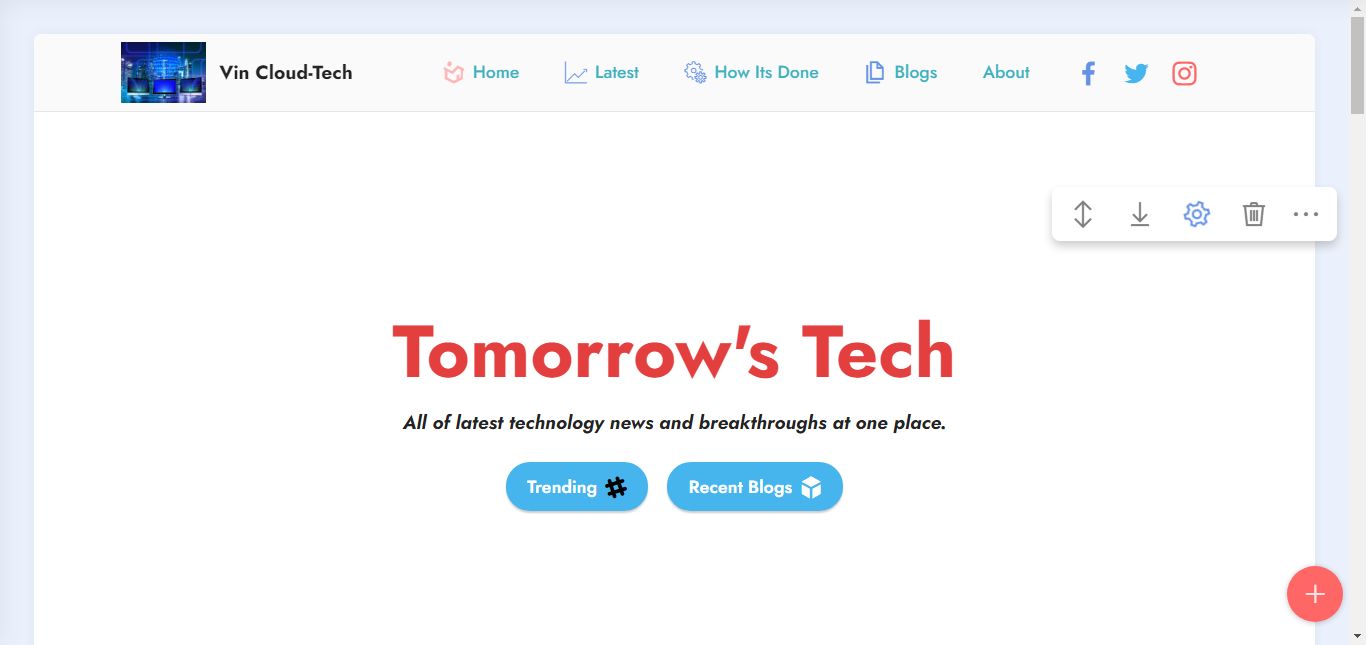 Vin Cloud-Tech Home Latest How Its Done Blogs About
Tomorrow's Tech
All of latest technology news and breakthroughs at one place.
Trending Recent Blogs